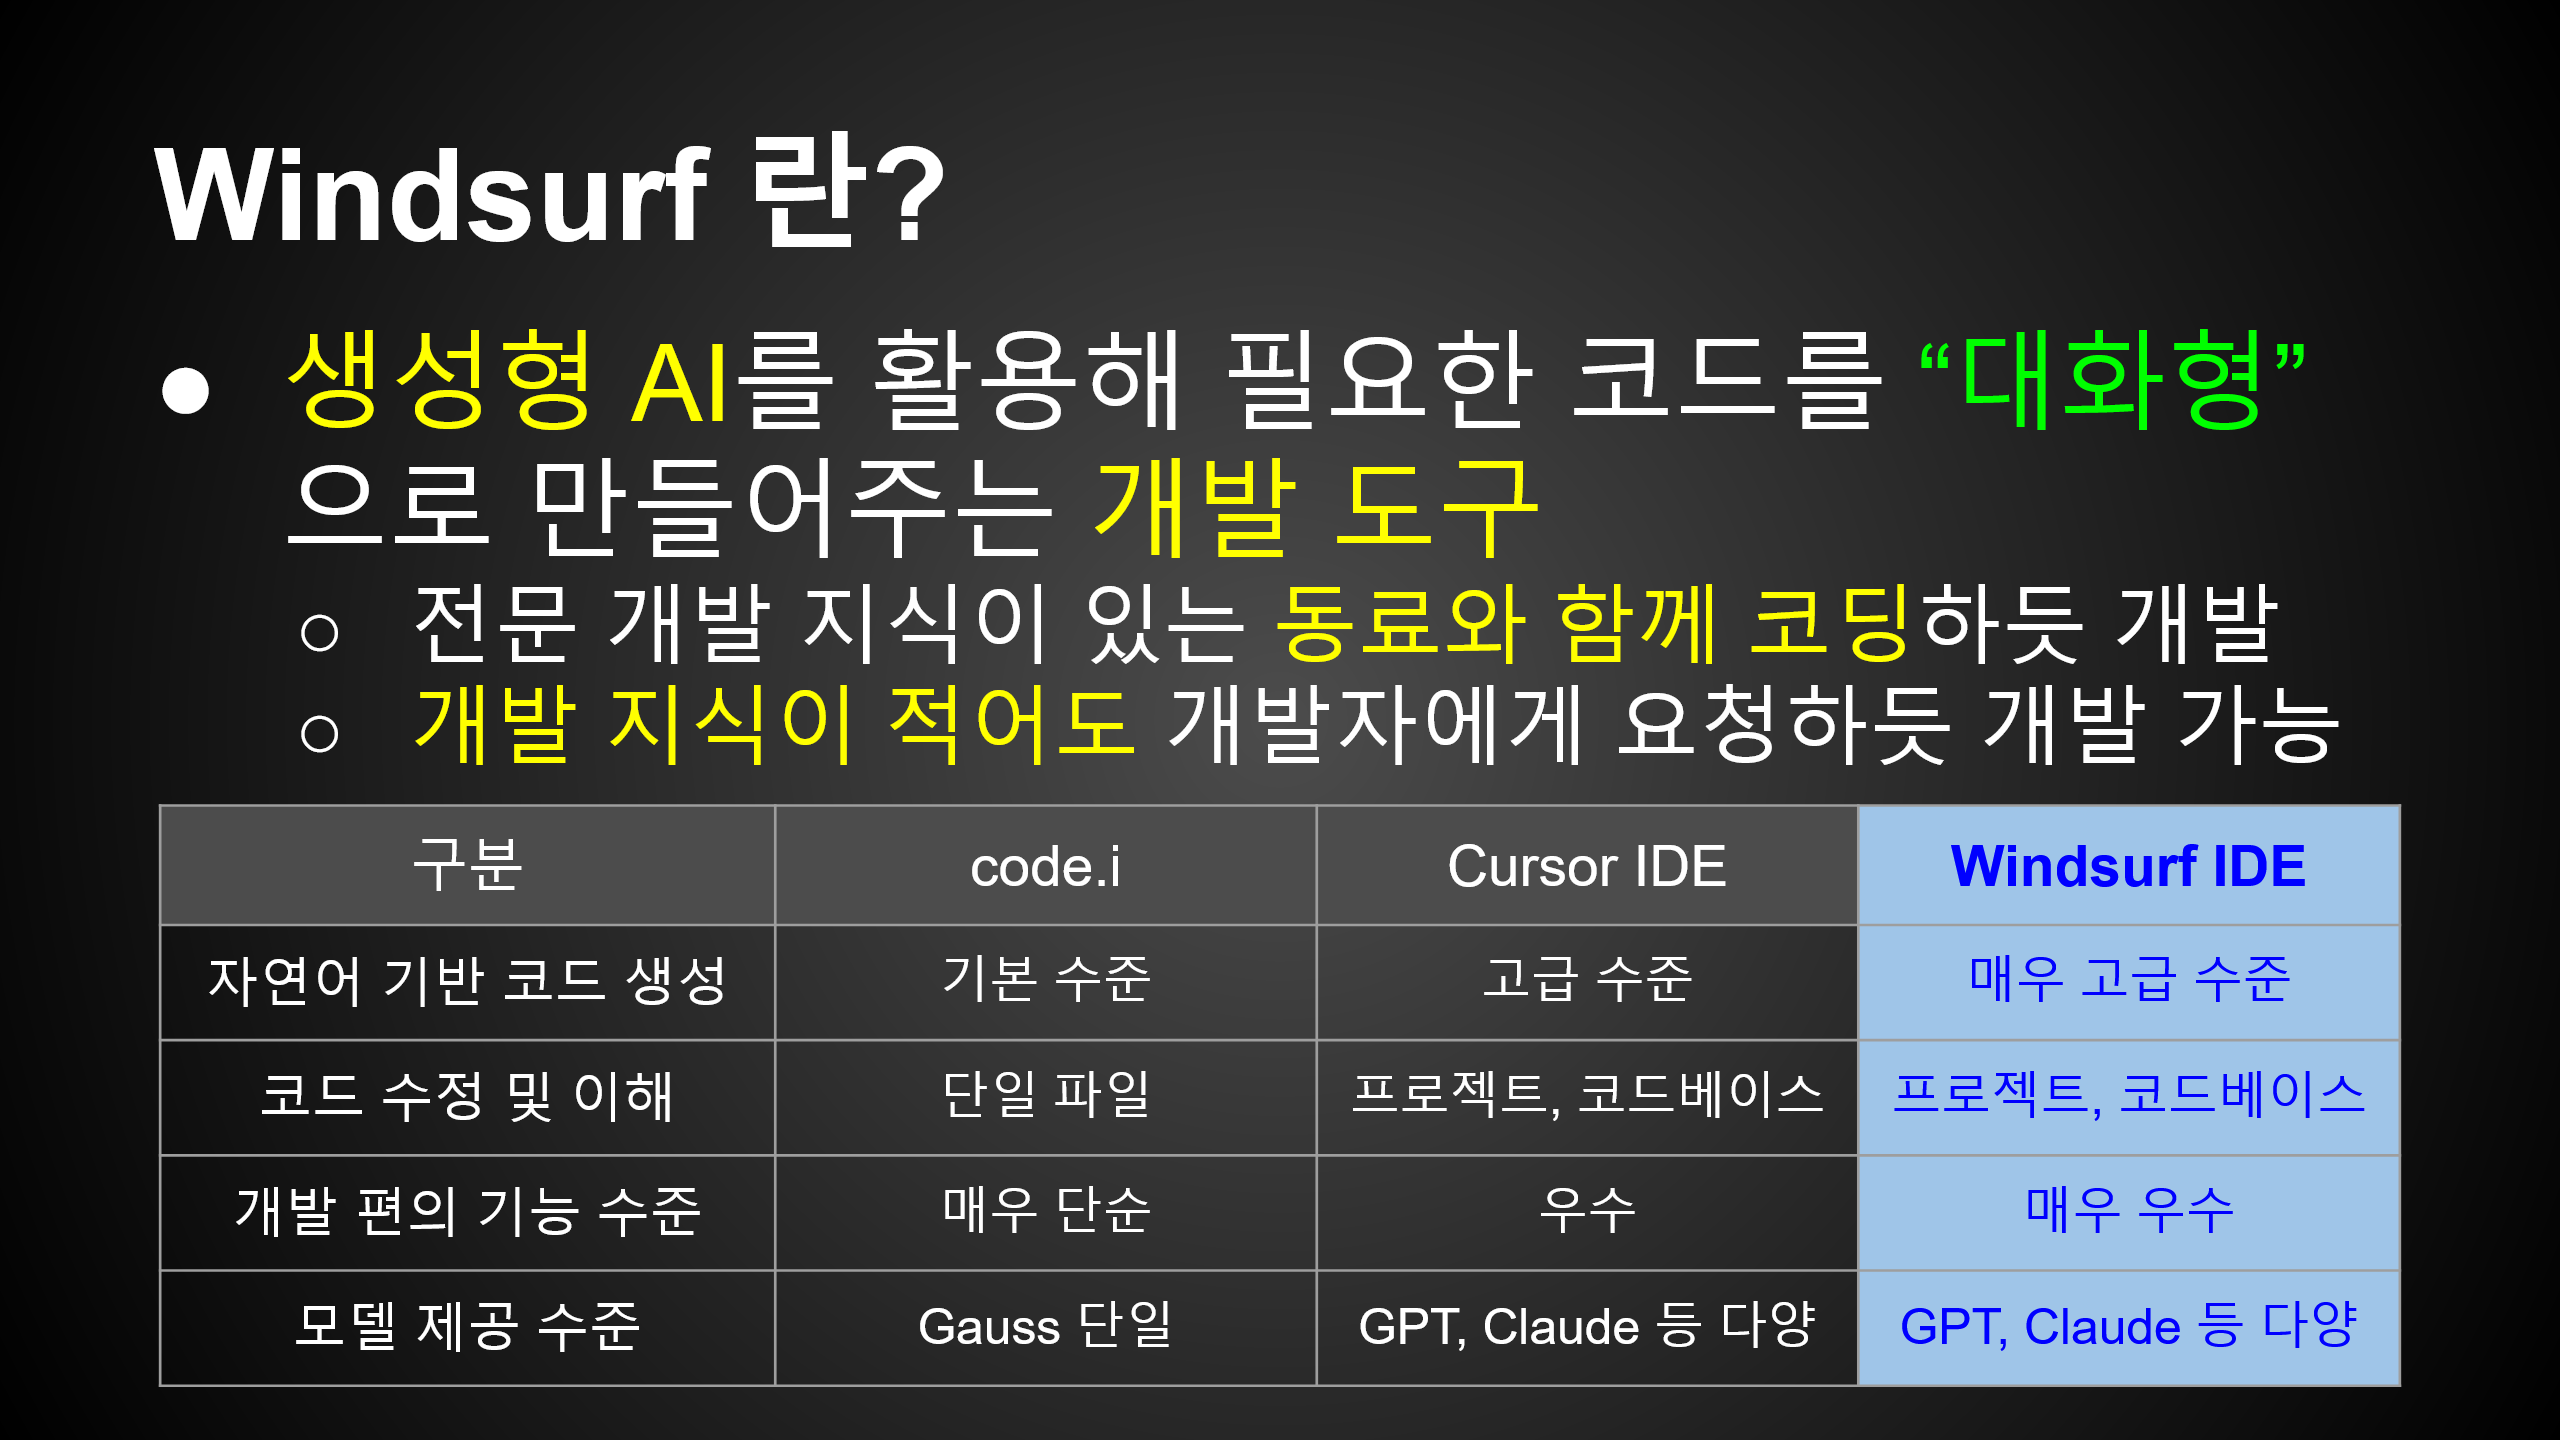 Windsurf 란?
● 생성형 AI를 활용해 필요한 코드를 “대화형”
으로 만들어주는 개발 도구
○ 전문 개발 지식이 있는 동료와 함께 코딩하듯 개발
○ 개발 지식이 적어도 개발자에게 요청하듯 개발 가능
구분 code.i Cursor IDE Windsurf IDE
자연어 기반 코드 생성 기본 수준 고급 수준 매우 고급 수준
코드 수정 및 이해 단일 파일 프로젝트, 코드베이스 프로젝트, 코드베이스
개발 편의 기능 수준 매우 단순 우수 매우 우수
모델 제공 수준 Gauss 단일 GPT, Claude 등 다양 GPT, Claude 등 다양